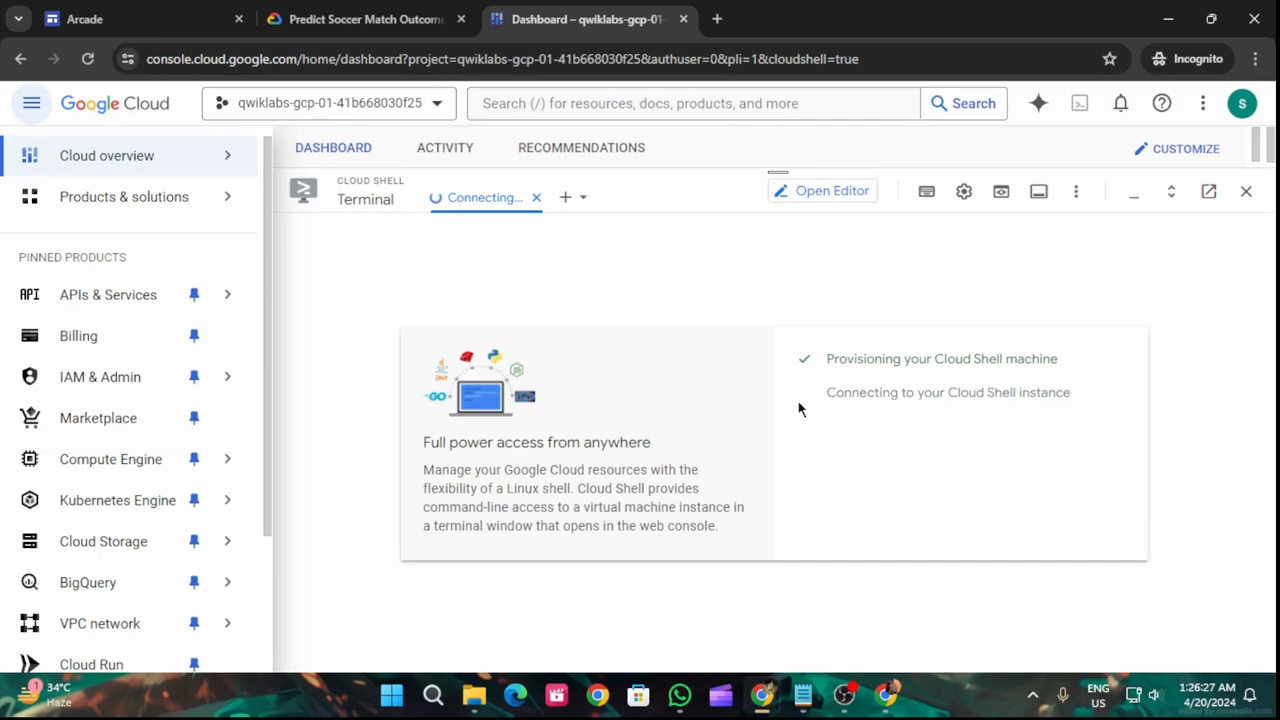 Arcade
Predict Soccer Match Outcom
Dashboard – qwiklabs-gcp-01-
console.cloud.google.com/home/dashboard?project=qwiklabs-gcp-01-41b668030f25&authuser=0&pli=1&cloudshell=true
Incognito
Google Cloud
qwiklabs-gcp-01-41b668030f25
Search (/) for resources, docs, products, and more
Search
S
Cloud overview
Products & solutions
PINNED PRODUCTS
API
APIs & Services
Billing
IAM & Admin
Marketplace
Compute Engine
Kubernetes Engine
Cloud Storage
BigQuery
VPC network
Cloud Run
DASHBOARD
ACTIVITY
RECOMMENDATIONS
CUSTOMIZE
CLOUD SHELL
Terminal
Connecting...
Open Editor
JAVA
GO
php
Full power access from anywhere
Manage your Google Cloud resources with the
flexibility of a Linux shell. Cloud Shell provides
command-line access to a virtual machine instance in
a terminal window that opens in the web console.
Provisioning your Cloud Shell machine
Connecting to your Cloud Shell instance
1
34°C
Haze
ENG
US
1:26:27 AM
4/20/2024